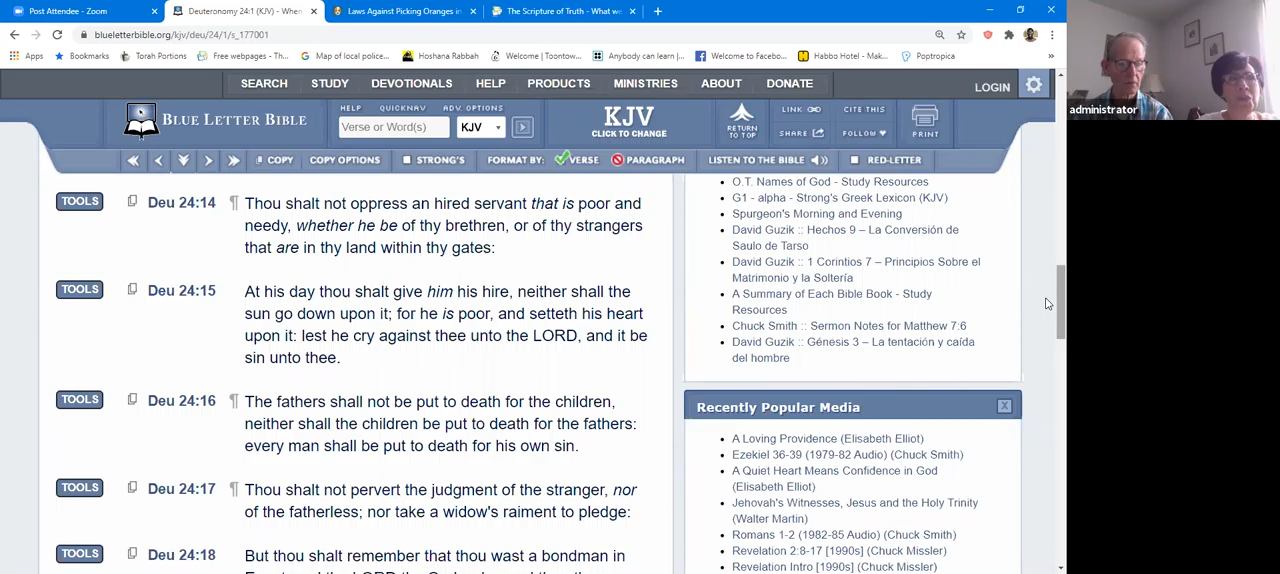 Post Attendee - Zoom
Deuteronomy 24:1 (KJV) - When
Laws Against Picking Oranges in
The Scripture of Truth - What we
blueletterbible.org/kjv/deu/24/1/s_177001
Apps
Bookmarks
Torah Portions
Free webpages - Th...
Map of local police...
Hoshana Rabbah
Welcome | Toontow...
Anybody can learn |...
Welcome to Faceboo...
Habbo Hotel - Mak...
Poptropica
SEARCH STUDY DEVOTIONALS HELP PRODUCTS MINISTRIES ABOUT DONATE
LOGIN
BLUE LETTER BIBLE
HELP QUICKNAV ADV. OPTIONS
Verse or Word(s)
KJV
KJV
CLICK TO CHANGE
RETURN
TO TOP
LINK
CITE THIS
SHARE
FOLLOW
PRINT
COPY COPY OPTIONS STRONG'S FORMAT BY: VERSE PARAGRAPH LISTEN TO THE BIBLE RED-LETTER
administrator
TOOLS Deu 24:14 ¶ Thou shalt not oppress an hired servant that is poor and
needy, whether he be of thy brethren, or of thy strangers
that are in thy land within thy gates:
TOOLS Deu 24:15 At his day thou shalt give him his hire, neither shall the
sun go down upon it; for he is poor, and setteth his heart
upon it: lest he cry against thee unto the LORD, and it be
sin unto thee.
TOOLS Deu 24:16 ¶ The fathers shall not be put to death for the children,
neither shall the children be put to death for the fathers:
every man shall be put to death for his own sin.
TOOLS Deu 24:17 ¶ Thou shalt not pervert the judgment of the stranger, nor
of the fatherless; nor take a widow's raiment to pledge:
TOOLS Deu 24:18 But thou shalt remember that thou wast a bondman in
O.T. Names of God - Study Resources
G1 - alpha - Strong's Greek Lexicon (KJV)
Spurgeon's Morning and Evening
David Guzik :: Hechos 9 – La Conversión de
Saulo de Tarso
David Guzik :: 1 Corintios 7 – Principios Sobre el
Matrimonio y la Soltería
A Summary of Each Bible Book - Study
Resources
Chuck Smith :: Sermon Notes for Matthew 7:6
David Guzik :: Génesis 3 – La tentación y caída
del hombre
Recently Popular Media
A Loving Providence (Elisabeth Elliot)
Ezekiel 36-39 (1979-82 Audio) (Chuck Smith)
A Quiet Heart Means Confidence in God
(Elisabeth Elliot)
Jehovah's Witnesses, Jesus and the Holy Trinity
(Walter Martin)
Romans 1-2 (1982-85 Audio) (Chuck Smith)
Revelation 2:8-17 [1990s] (Chuck Missler)
Revelation Intro [1990s] (Chuck Missler)